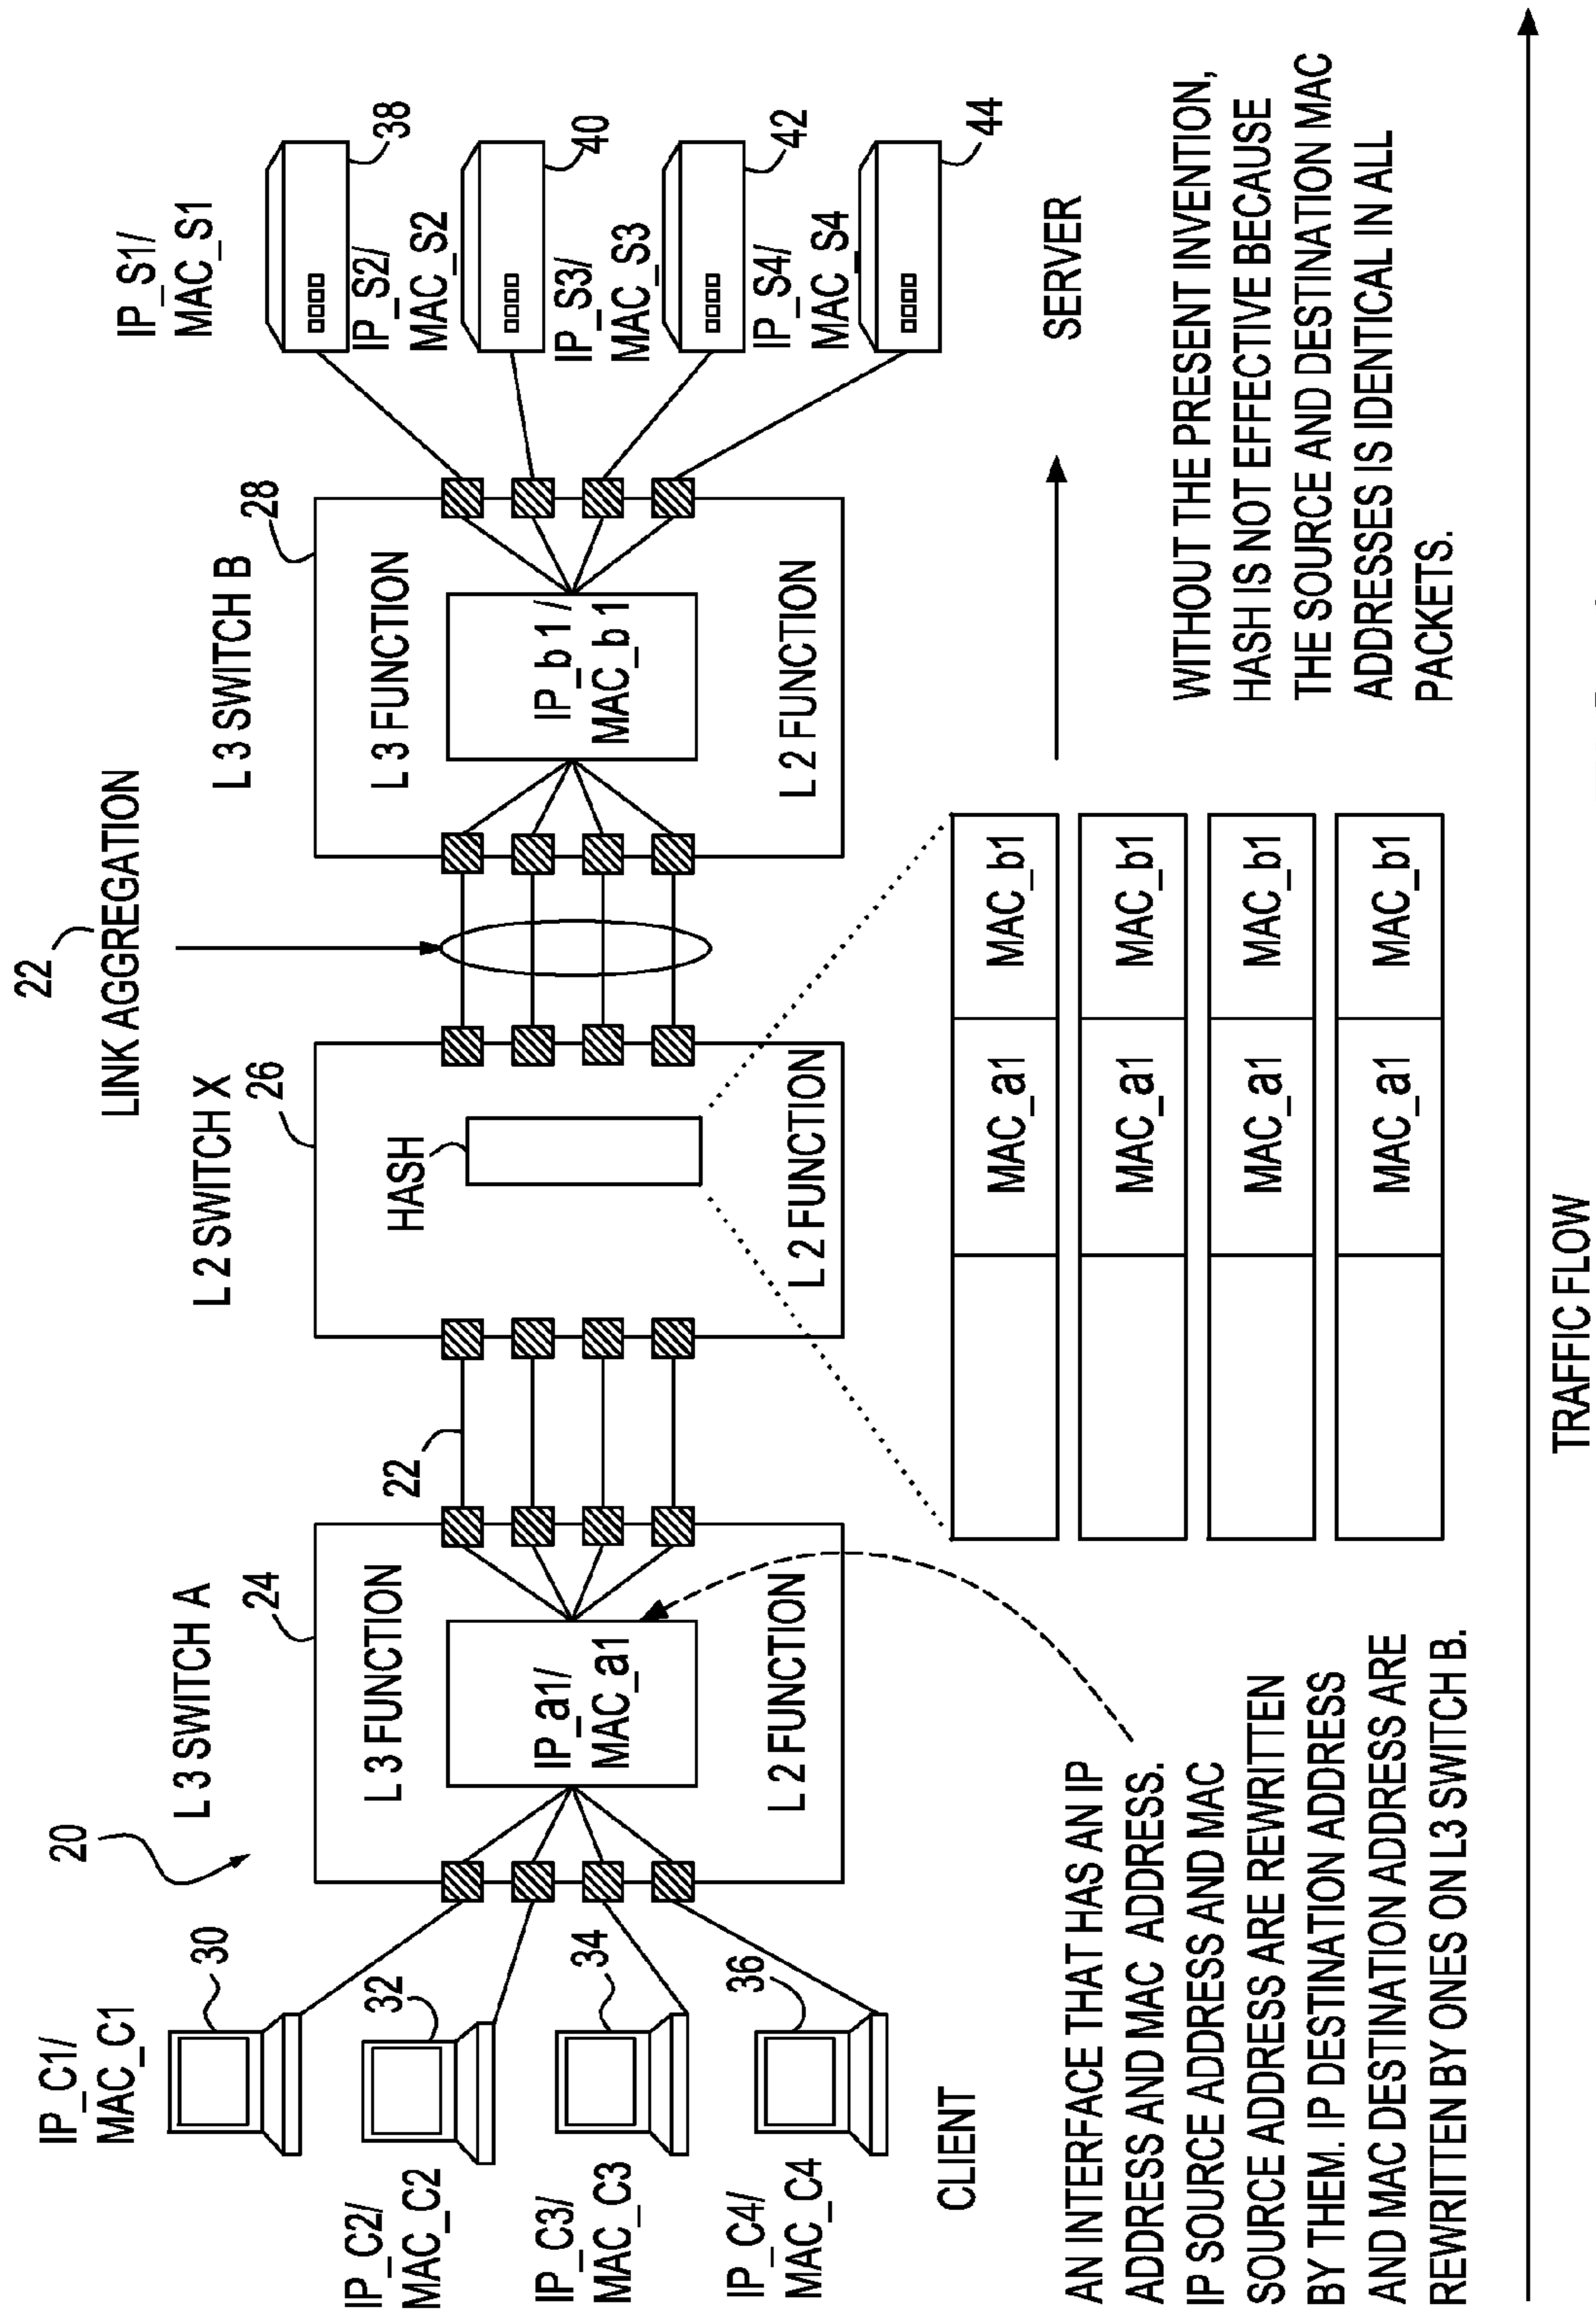 22
LINK AGGREGATION
20
L 3 SWITCH A
24
L 2 SWITCH X
26
L 3 SWITCH B
28
IP_C1/
MAC_C1
30
IP_C2/
MAC_C2
32
IP_C3/
MAC_C3
34
IP_C4/
MAC_C4
36
CLIENT
L 3 FUNCTION
IP_a1/
MAC_a1
L 2 FUNCTION
22
HASH
L 2 FUNCTION
L 3 FUNCTION
IP_b1 /
MAC_b1
L 2 FUNCTION
IP_S1/
MAC_S1
38
IP_S2/
MAC_S2
40
IP_S3/
MAC_S3
42
IP_S4/
MAC_S4
44
SERVER
AN INTERFACE THAT HAS AN IP
ADDRESS AND MAC ADDRESS.
IP SOURCE ADDRESS AND MAC
SOURCE ADDRESS ARE REWRITTEN
BY THEM. IP DESTINATION ADDRESS
AND MAC DESTINATION ADDRESS ARE
REWRITTEN BY ONES ON L3 SWITCH B.
MAC_a1 MAC_b1
MAC_a1 MAC_b1
MAC_a1 MAC_b1
MAC_a1 MAC_b1
WITHOUT THE PRESENT INVENTION,
HASH IS NOT EFFECTIVE BECAUSE
THE SOURCE AND DESTINATION MAC
ADDRESSES IS IDENTICAL IN ALL
PACKETS.
TRAFFIC FLOW